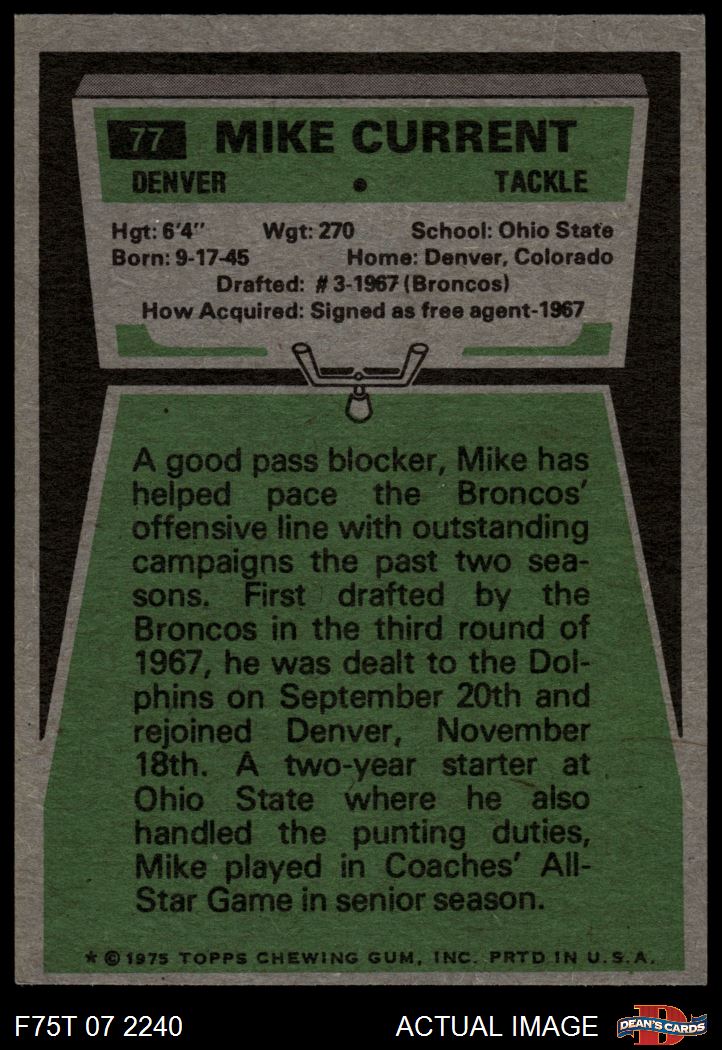 77 MIKE CURRENT
DENVER • TACKLE
Hgt: 6'4" Wgt: 270 School: Ohio State
Born: 9-17-45 Home: Denver, Colorado
Drafted: #3-1967 (Broncos)
How Acquired: Signed as free agent-1967
A good pass blocker, Mike has
helped pace the Broncos'
offensive line with outstanding
campaigns the past two sea-
sons. First drafted by the
Broncos in the third round of
1967, he was dealt to the Dol-
phins on September 20th and
rejoined Denver, November
18th. A two-year starter at
Ohio State where he also
handled the punting duties,
Mike played in Coaches' All-
Star Game in senior season.
★ © 1975 TOPPS CHEWING GUM, INC. PRTD IN U.S.A.
F75T 07 2240 ACTUAL IMAGE D DEAN'S CARDS